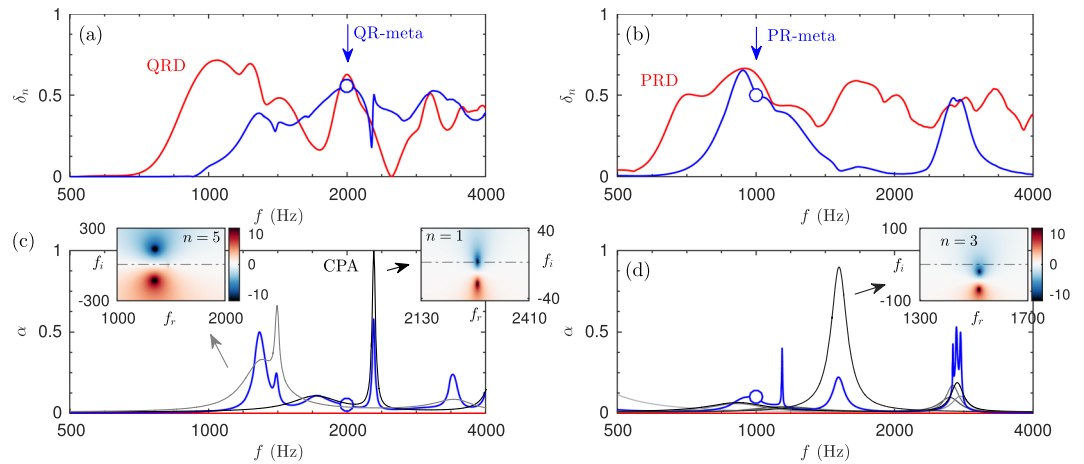 (a)
QR-meta
QRD
1
0.5
0
δn
500
1000
2000
4000
f (Hz)
(b)
PR-meta
PRD
1
0.5
0
δn
500
1000
2000
4000
f (Hz)
(c)
300
fi
-300
n = 5
10
0
-10
1000
fr
2000
CPA
n = 1
40
fi
-40
2130
fr
2410
1
0.5
0
α
500
1000
2000
4000
f (Hz)
(d)
100
fi
-100
n = 3
10
0
-10
1300
fr
1700
1
0.5
0
α
500
1000
2000
4000
f (Hz)